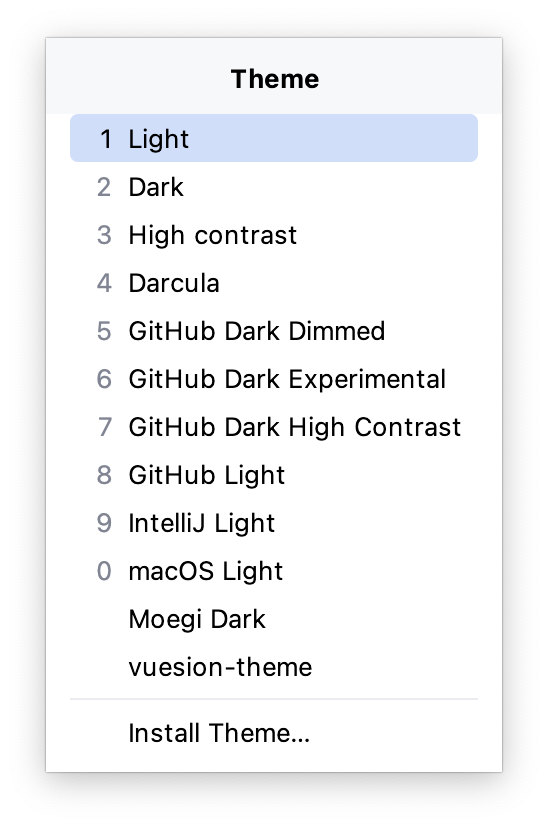 Theme
1 Light
2 Dark
3 High contrast
4 Darcula
5 GitHub Dark Dimmed
6 GitHub Dark Experimental
7 GitHub Dark High Contrast
8 GitHub Light
9 IntelliJ Light
0 macOS Light
Moegi Dark
vuesion-theme
Install Theme...